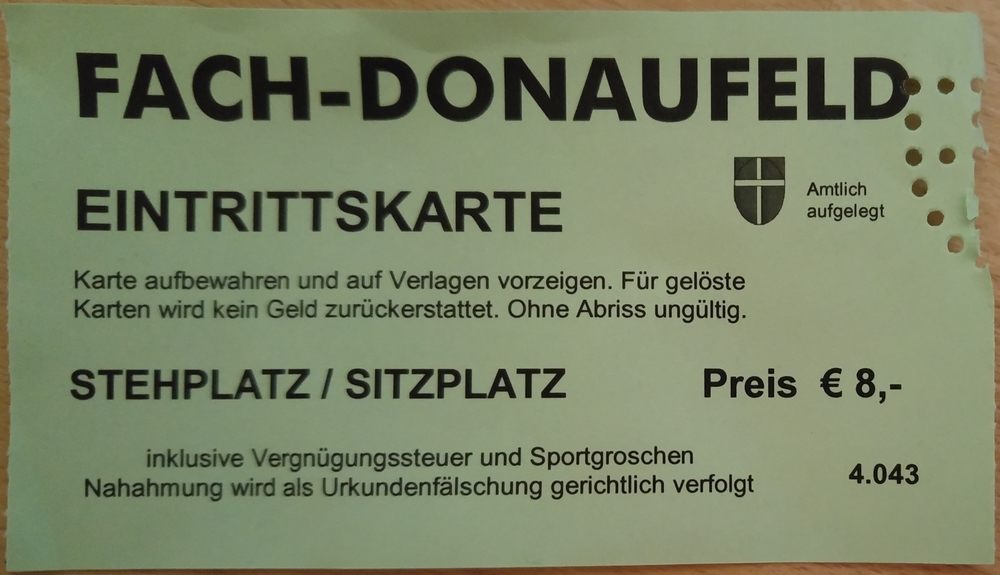 FACH-DONAUFELD
EINTRITTSKARTE
Amtlich
aufgelegt
Karte aufbewahren und auf Verlagen vorzeigen. Für gelöste
Karten wird kein Geld zurückerstattet. Ohne Abriss ungültig.
STEHPLATZ / SITZPLATZ Preis € 8,-
inklusive Vergnügungssteuer und Sportgroschen
Nahahmung wird als Urkundenfälschung gerichtlich verfolgt
4.043